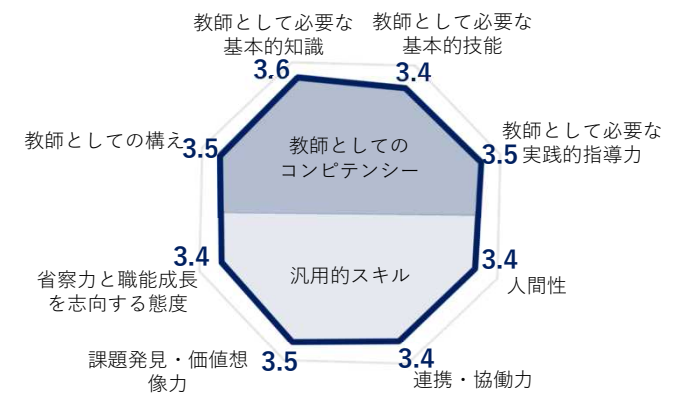 教師として必要な
基本的知識
教師として必要な
基本的技能
3.6
3.4
教師としての構え
3.5
教師としての
コンピテンシー
3.5
教師として必要な
実践的指導力
3.4
省察力と職能成長
を志向する態度
汎用的スキル
3.4
人間性
課題発見・価値想
像力
3.5
3.4
連携・協働力